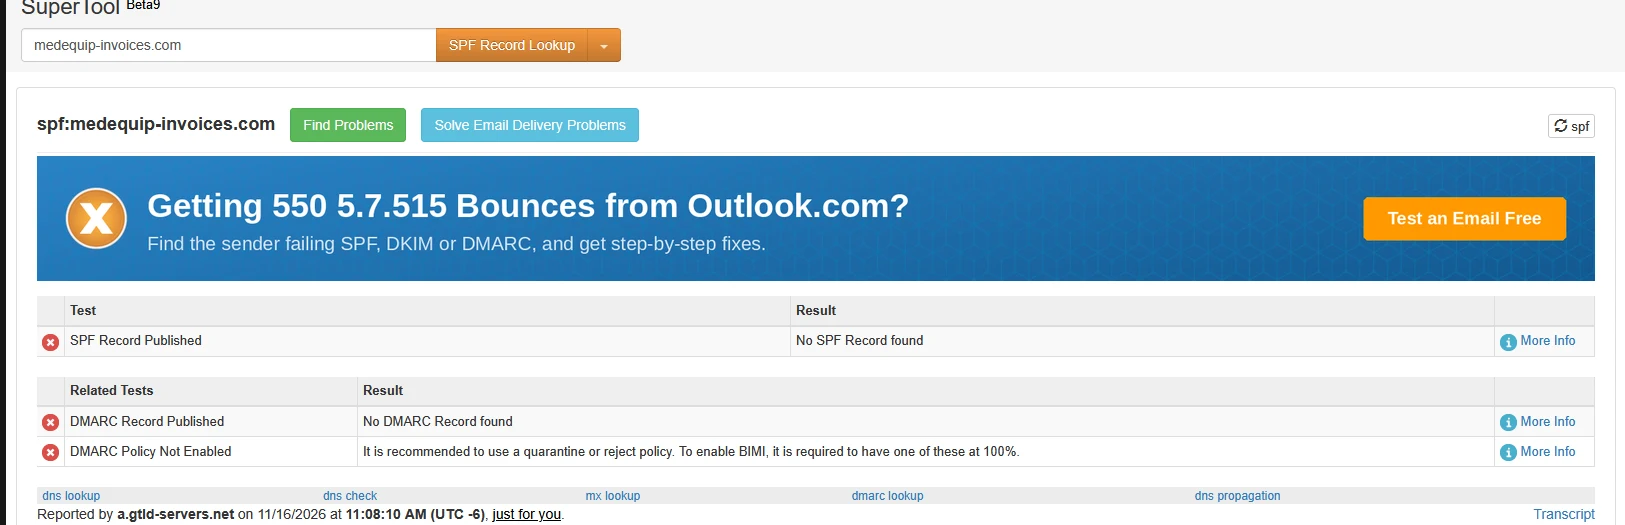 SuperTool Beta9
medequip-invoices.com SPF Record Lookup
spf:medequip-invoices.com Find Problems Solve Email Delivery Problems spf
Getting 550 5.7.515 Bounces from Outlook.com?
Find the sender failing SPF, DKIM or DMARC, and get step-by-step fixes.
Test an Email Free
Test Result
SPF Record Published No SPF Record found More Info
Related Tests Result
DMARC Record Published No DMARC Record found More Info
DMARC Policy Not Enabled It is recommended to use a quarantine or reject policy. To enable BIMI, it is required to have one of these at 100%. More Info
dns lookup dns check mx lookup dmarc lookup dns propagation
Reported by a.gtld-servers.net on 11/16/2026 at 11:08:10 AM (UTC -6), just for you. Transcript